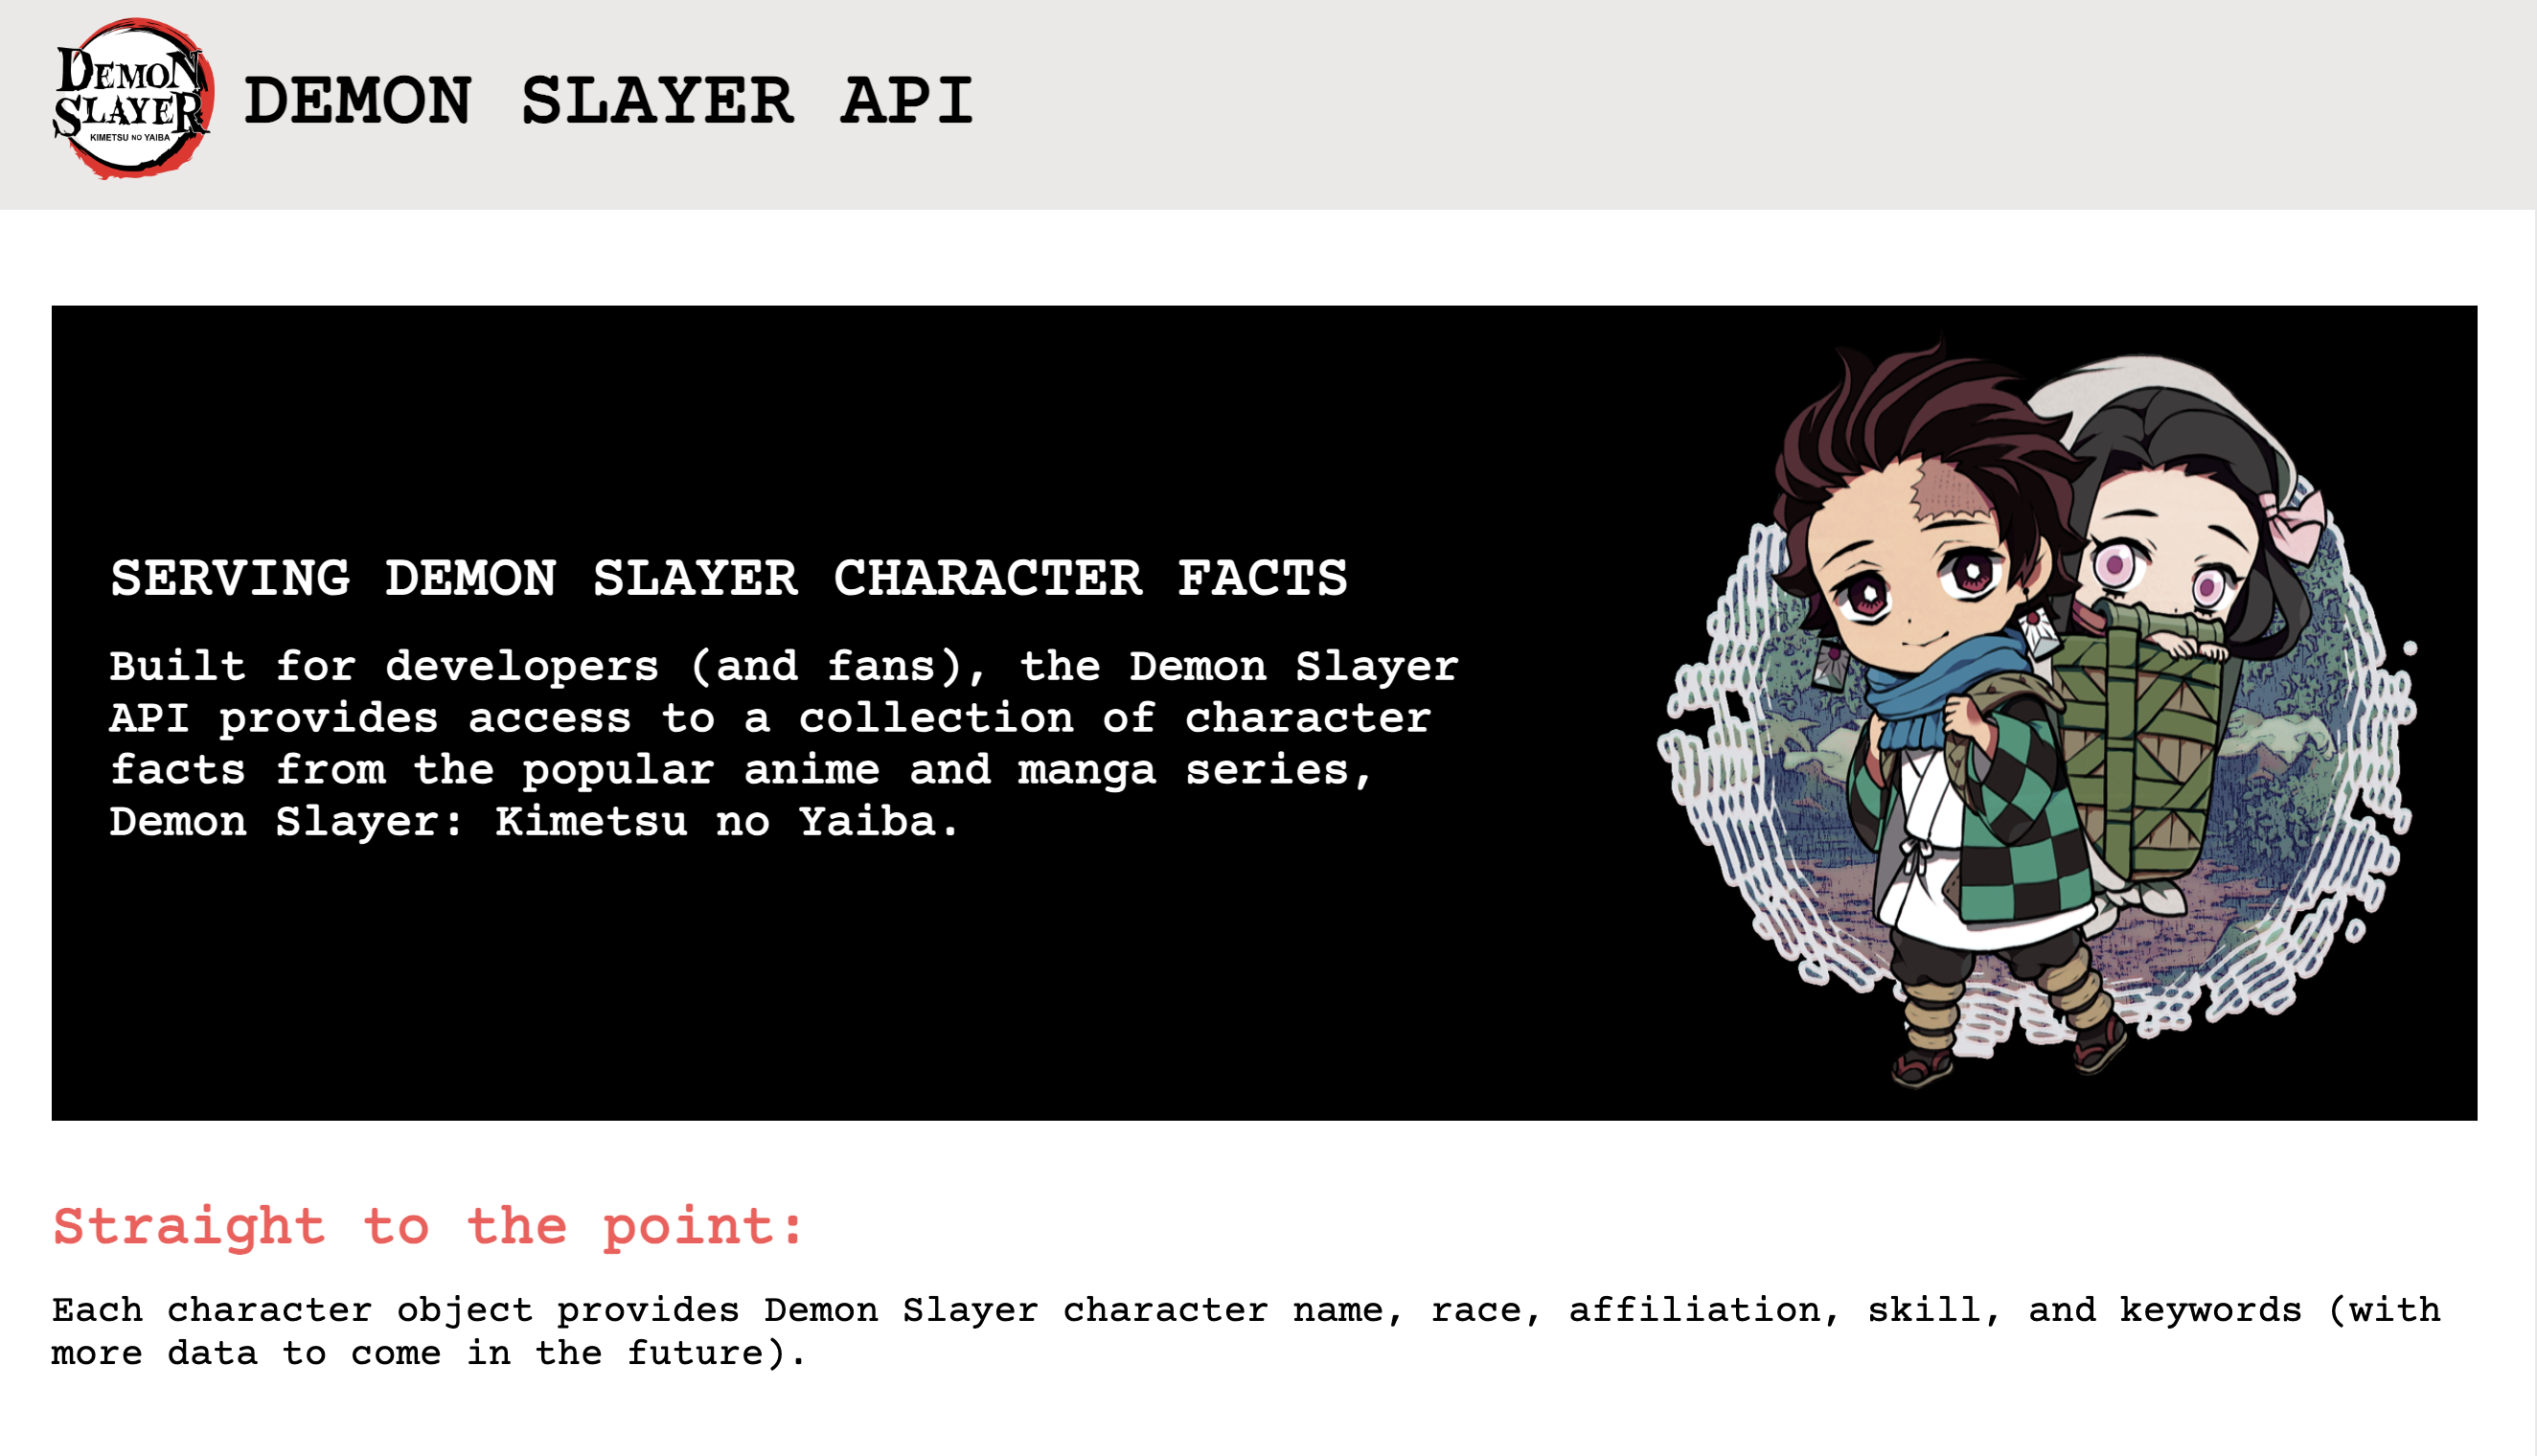 DEMON
SLAYER
KIMETSU NO YAIBA
DEMON SLAYER API
SERVING DEMON SLAYER CHARACTER FACTS
Built for developers (and fans), the Demon Slayer
API provides access to a collection of character
facts from the popular anime and manga series,
Demon Slayer: Kimetsu no Yaiba.
Straight to the point:
Each character object provides Demon Slayer character name, race, affiliation, skill, and keywords (with
more data to come in the future).